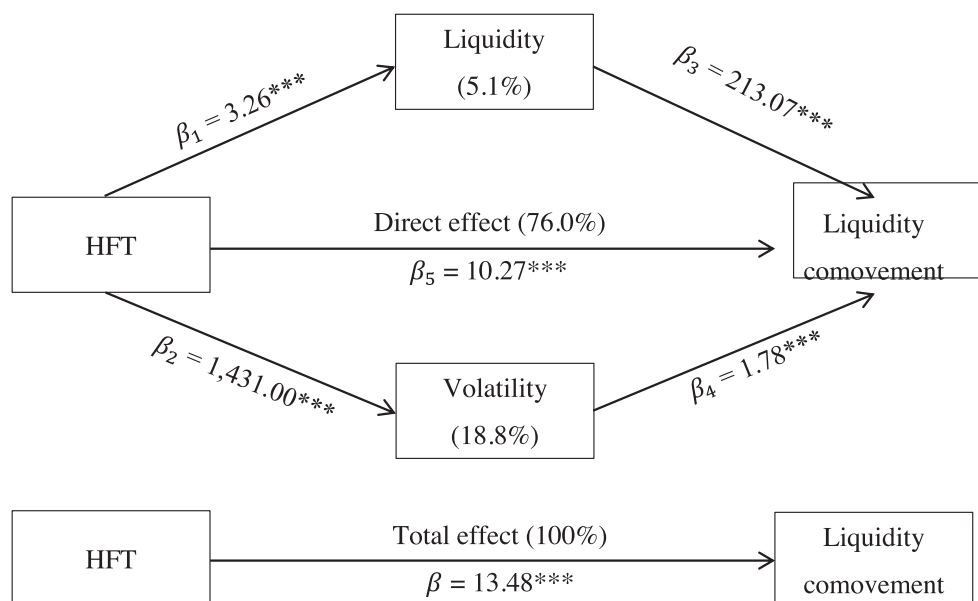 Liquidity
(5.1%)
β₁ = 3.26***
β₃ = 213.07***
HFT
Direct effect (76.0%)
β₅ = 10.27***
Liquidity
comovement
β₂ = 1,431.00***
β₄ = 1.78***
Volatility
(18.8%)
HFT
Total effect (100%)
β = 13.48***
Liquidity
comovement